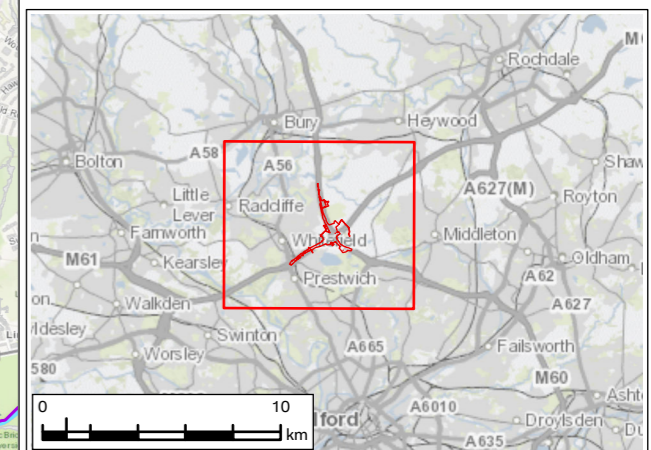 Rochdale
Bury
Heywood
Bolton
A58
A56
Shaw
A627(M)
Royton
Little
Lever
Radcliffe
Farnworth
Whitefield
Middleton
M61
Kearsley
Oldham
A62
Prestwich
Walkden
A627
Swinton
A665
Failsworth
Worsley
580
M60
0
10
A6010
Droylsden
km
A635